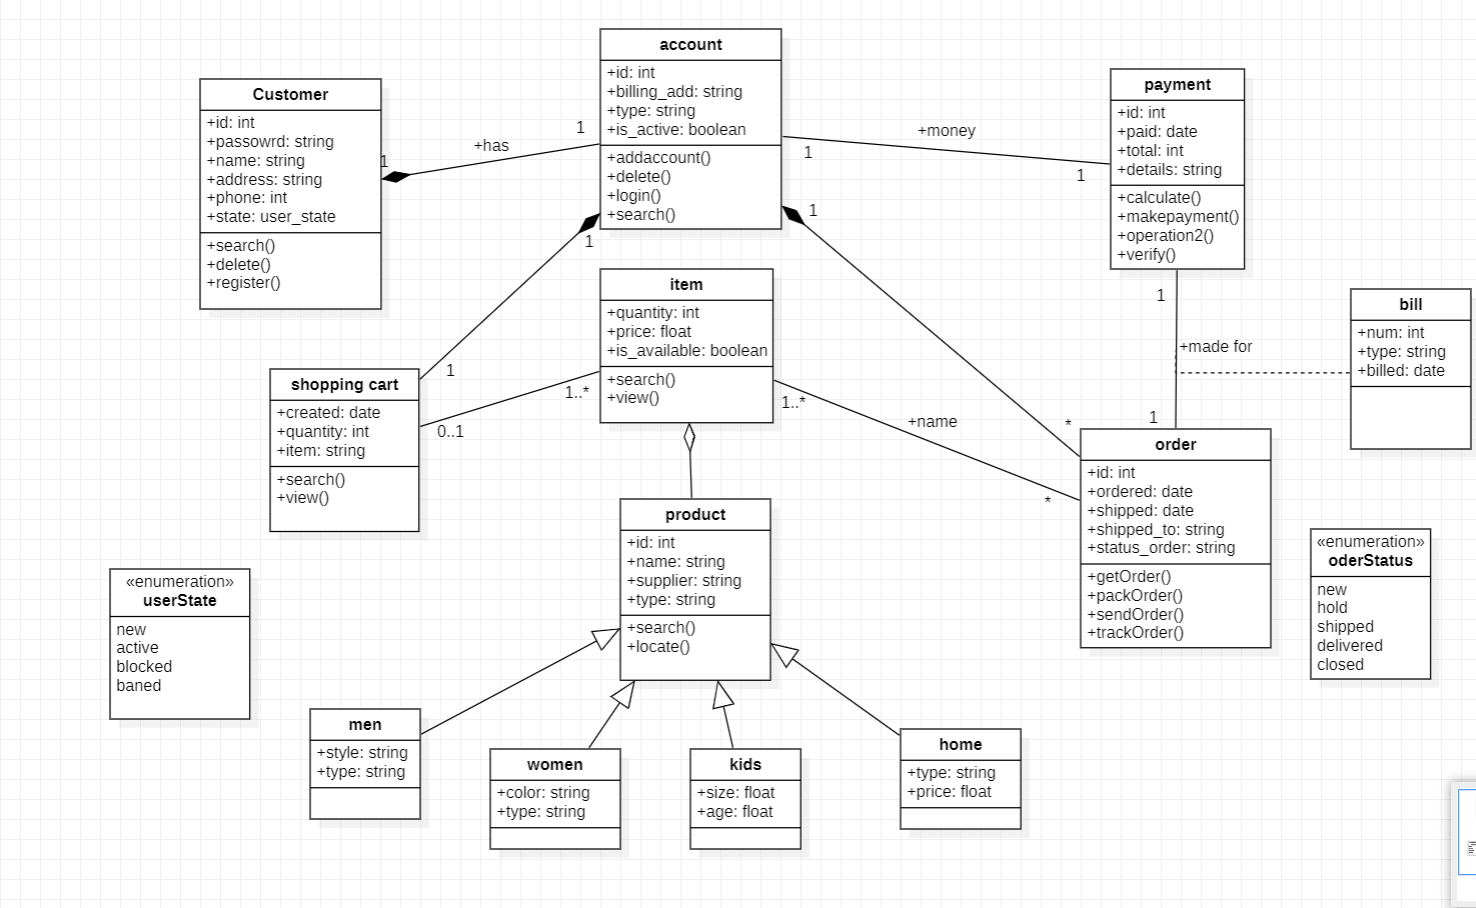 account
+id: int
+billing_add: string
+type: string
+is_active: boolean
+addaccount()
+delete()
+login()
+search()
Customer
+id: int
+passowrd: string
+name: string
+address: string
+phone: int
+state: user_state
+search()
+delete()
+register()
1
+has
1
payment
+id: int
+paid: date
+total: int
+details: string
+calculate()
+makepayment()
+operation2()
+verify()
+money
1
1
1
1
1
*
item
+quantity: int
+price: float
+is_available: boolean
+search()
+view()
1
+made for
1
bill
+num: int
+type: string
+billed: date
shopping cart
+created: date
+quantity: int
+item: string
+search()
+view()
1..*
0..1
1..*
+name
*
order
+id: int
+ordered: date
+shipped: date
+shipped_to: string
+status_order: string
+getOrder()
+packOrder()
+sendOrder()
+trackOrder()
product
+id: int
+name: string
+supplier: string
+type: string
+search()
+locate()
«enumeration»
oderStatus
new
hold
shipped
delivered
closed
«enumeration»
userState
new
active
blocked
baned
men
+style: string
+type: string
women
+color: string
+type: string
kids
+size: float
+age: float
home
+type: string
+price: float